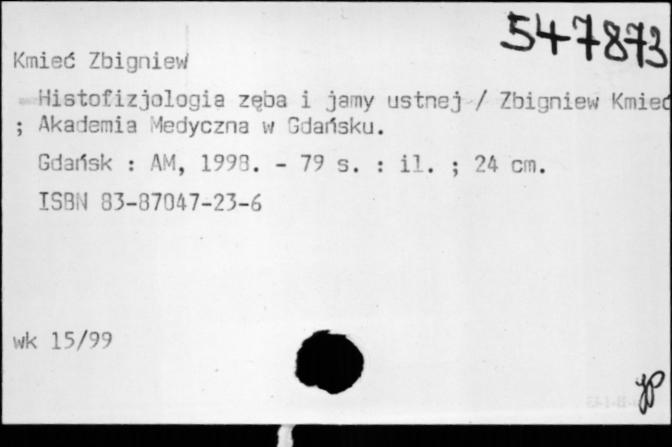 547873
Kmieć Zbigniew
Histofizjologia zęba i jamy ustnej / Zbigniew Kmieć
; Akademia Medyczna w Gdańsku.
Gdańsk : AM, 1998. - 79 s. : il. ; 24 cm.
ISBN 83-87047-23-6
wk 15/99